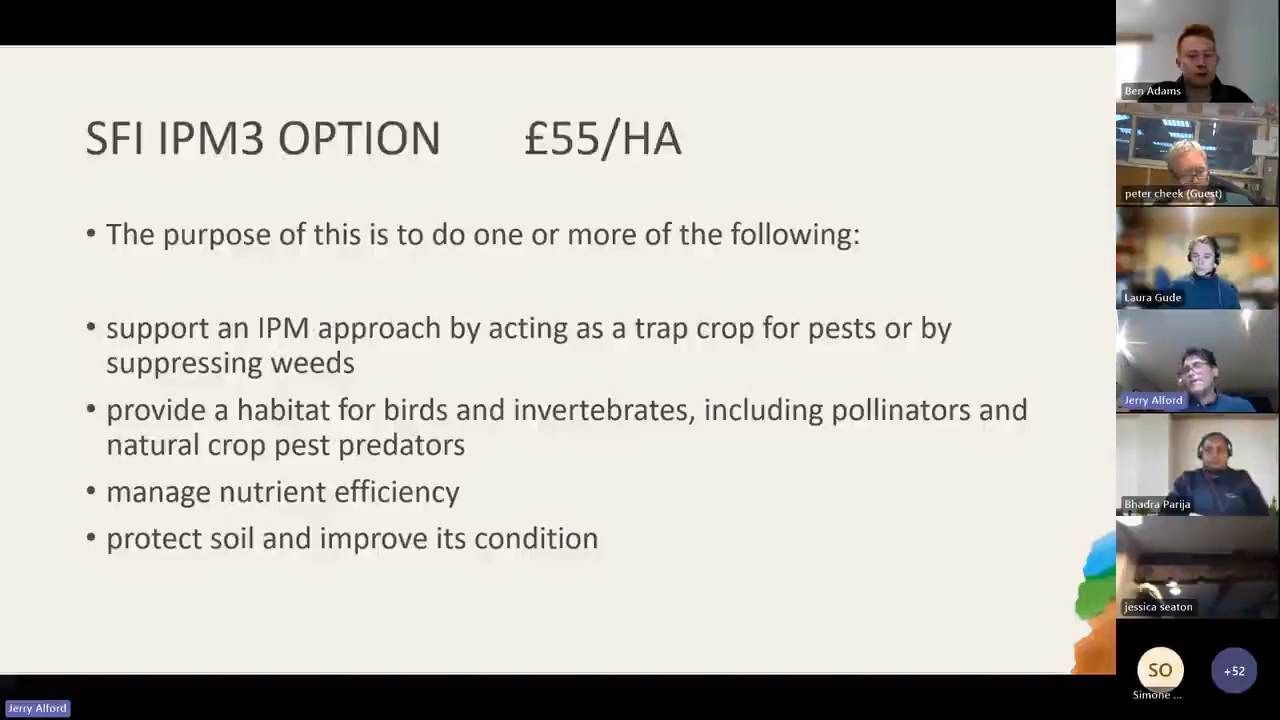 SFI IPM3 OPTION £55/HA
• The purpose of this is to do one or more of the following:
• support an IPM approach by acting as a trap crop for pests or by
suppressing weeds
• provide a habitat for birds and invertebrates, including pollinators and
natural crop pest predators
• manage nutrient efficiency
• protect soil and improve its condition
Ben Adams
peter cheek (Guest)
Laura Gude
Jerry Alford
Bhadra Parija
jessica seaton
SO
Simone ...
+52
Jerry Alford